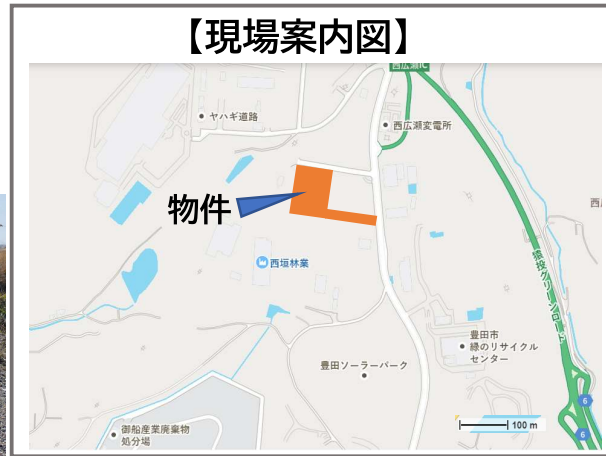 【現場案内図】
西広瀬IC
ヤハギ道路
西広瀬変電所
物件
西垣林業
猿投グリーンロード
豊田市
緑のリサイクル
センター
豊田ソーラーパーク
6
6
100 m
御船産業廃棄物
処分場